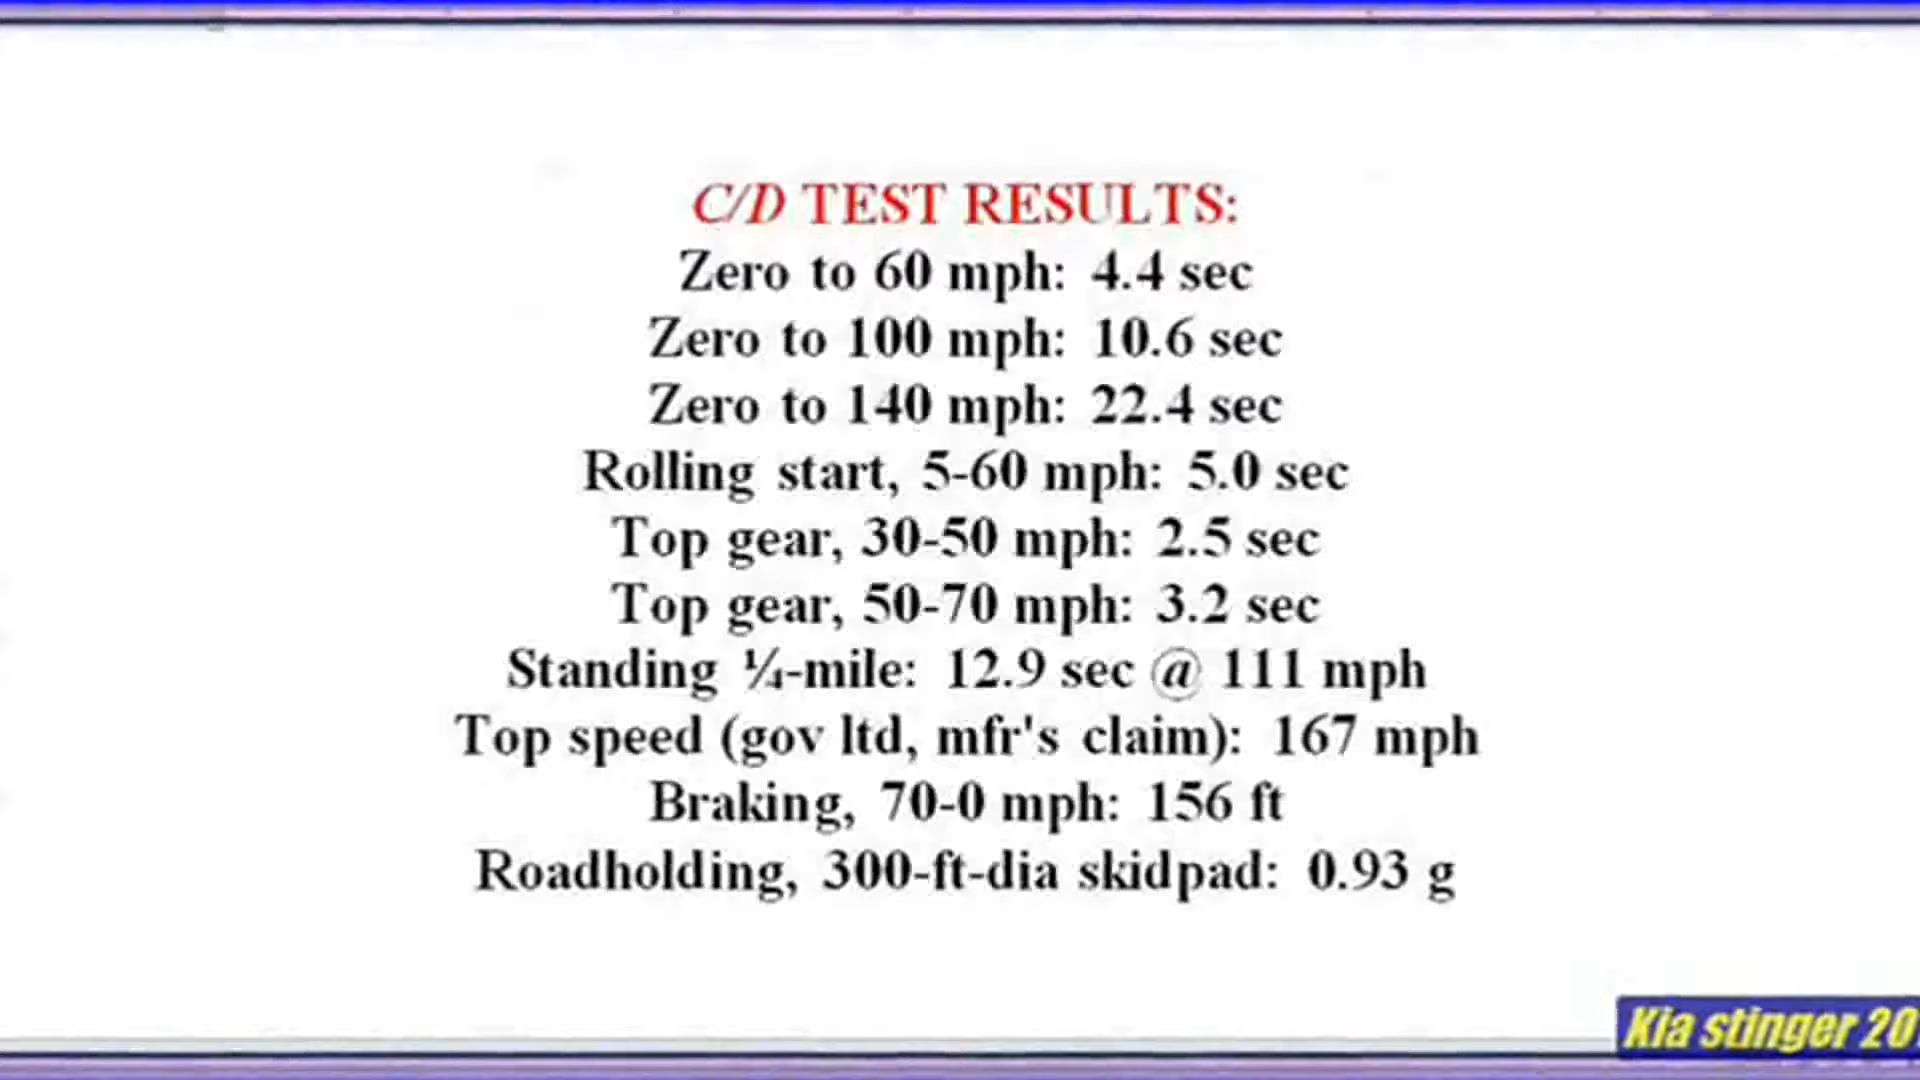 C/D TEST RESULTS:
Zero to 60 mph: 4.4 sec
Zero to 100 mph: 10.6 sec
Zero to 140 mph: 22.4 sec
Rolling start, 5-60 mph: 5.0 sec
Top gear, 30-50 mph: 2.5 sec
Top gear, 50-70 mph: 3.2 sec
Standing ¼-mile: 12.9 sec @ 111 mph
Top speed (gov ltd, mfr's claim): 167 mph
Braking, 70-0 mph: 156 ft
Roadholding, 300-ft-dia skidpad: 0.93 g
Kia stinger